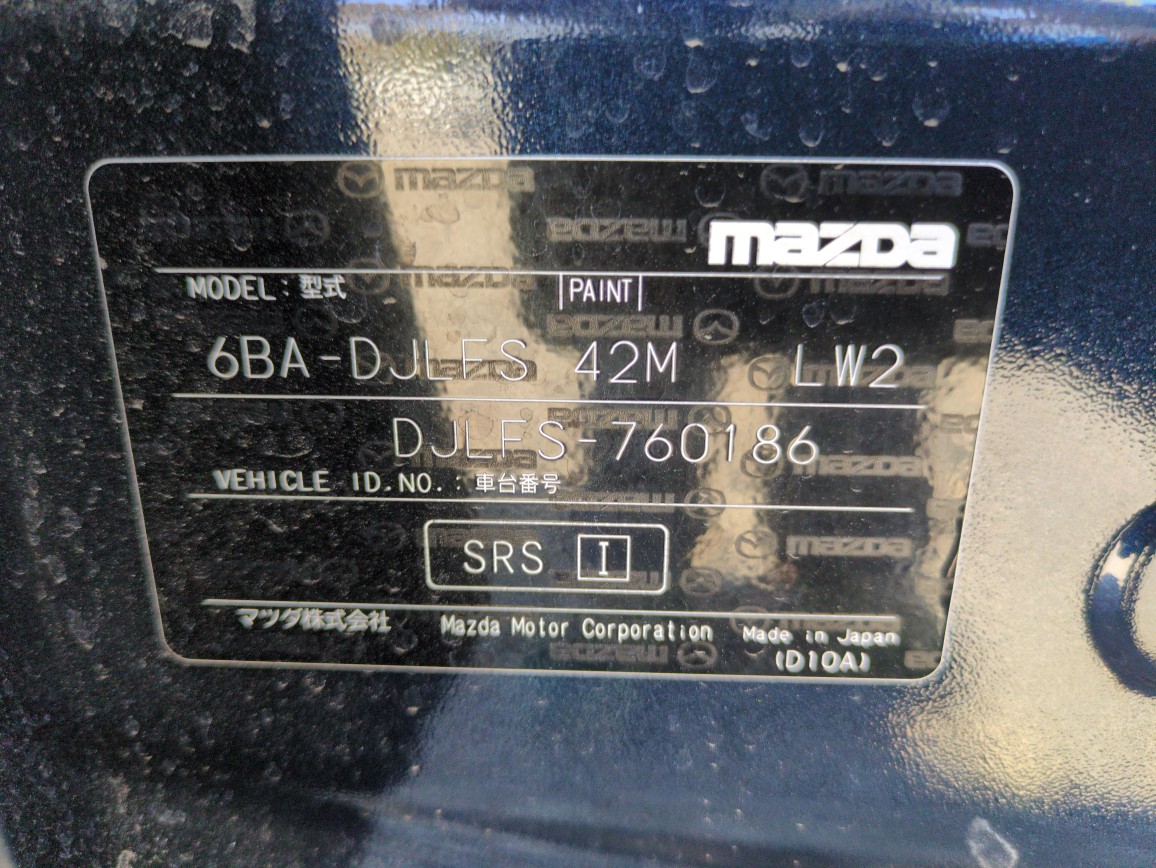 mazda
MODEL: 型式 PAINT
6BA-DJLFS 42M LW2
DJLFS-760186
VEHICLE ID.NO.: 車台番号
SRS I
マツダ株式会社 Mazda Motor Corporation Made in Japan
(D10A)